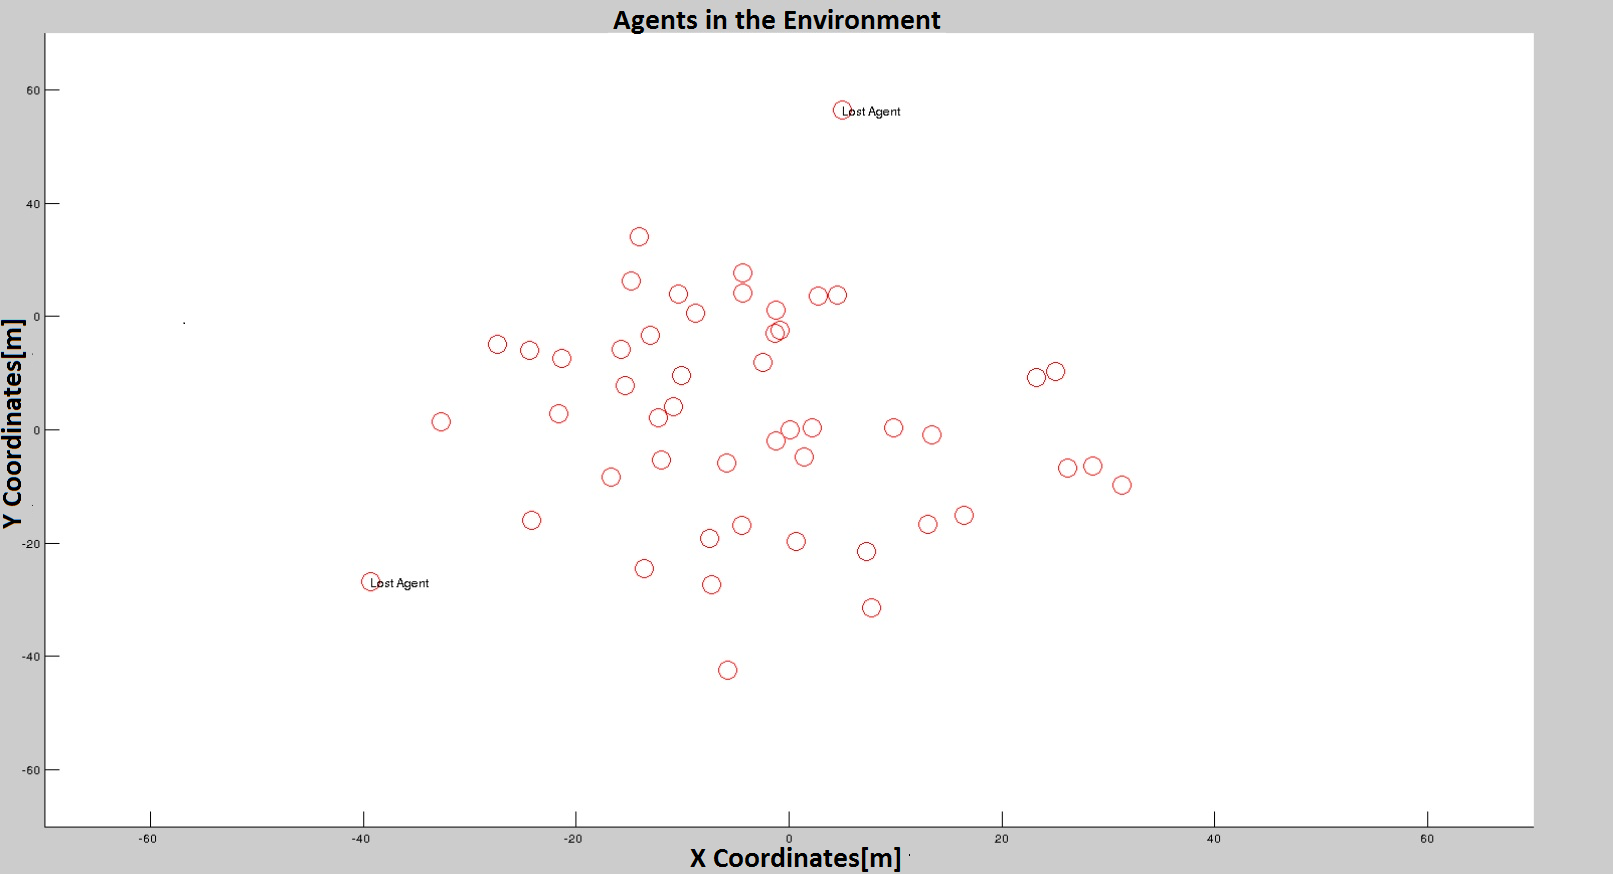 Agents in the Environment
60
Lost Agent
40
0
0
-20
Lost Agent
-40
-60
Y Coordinates[m]
-60 -40 -20 0 20 40 60
X Coordinates[m]